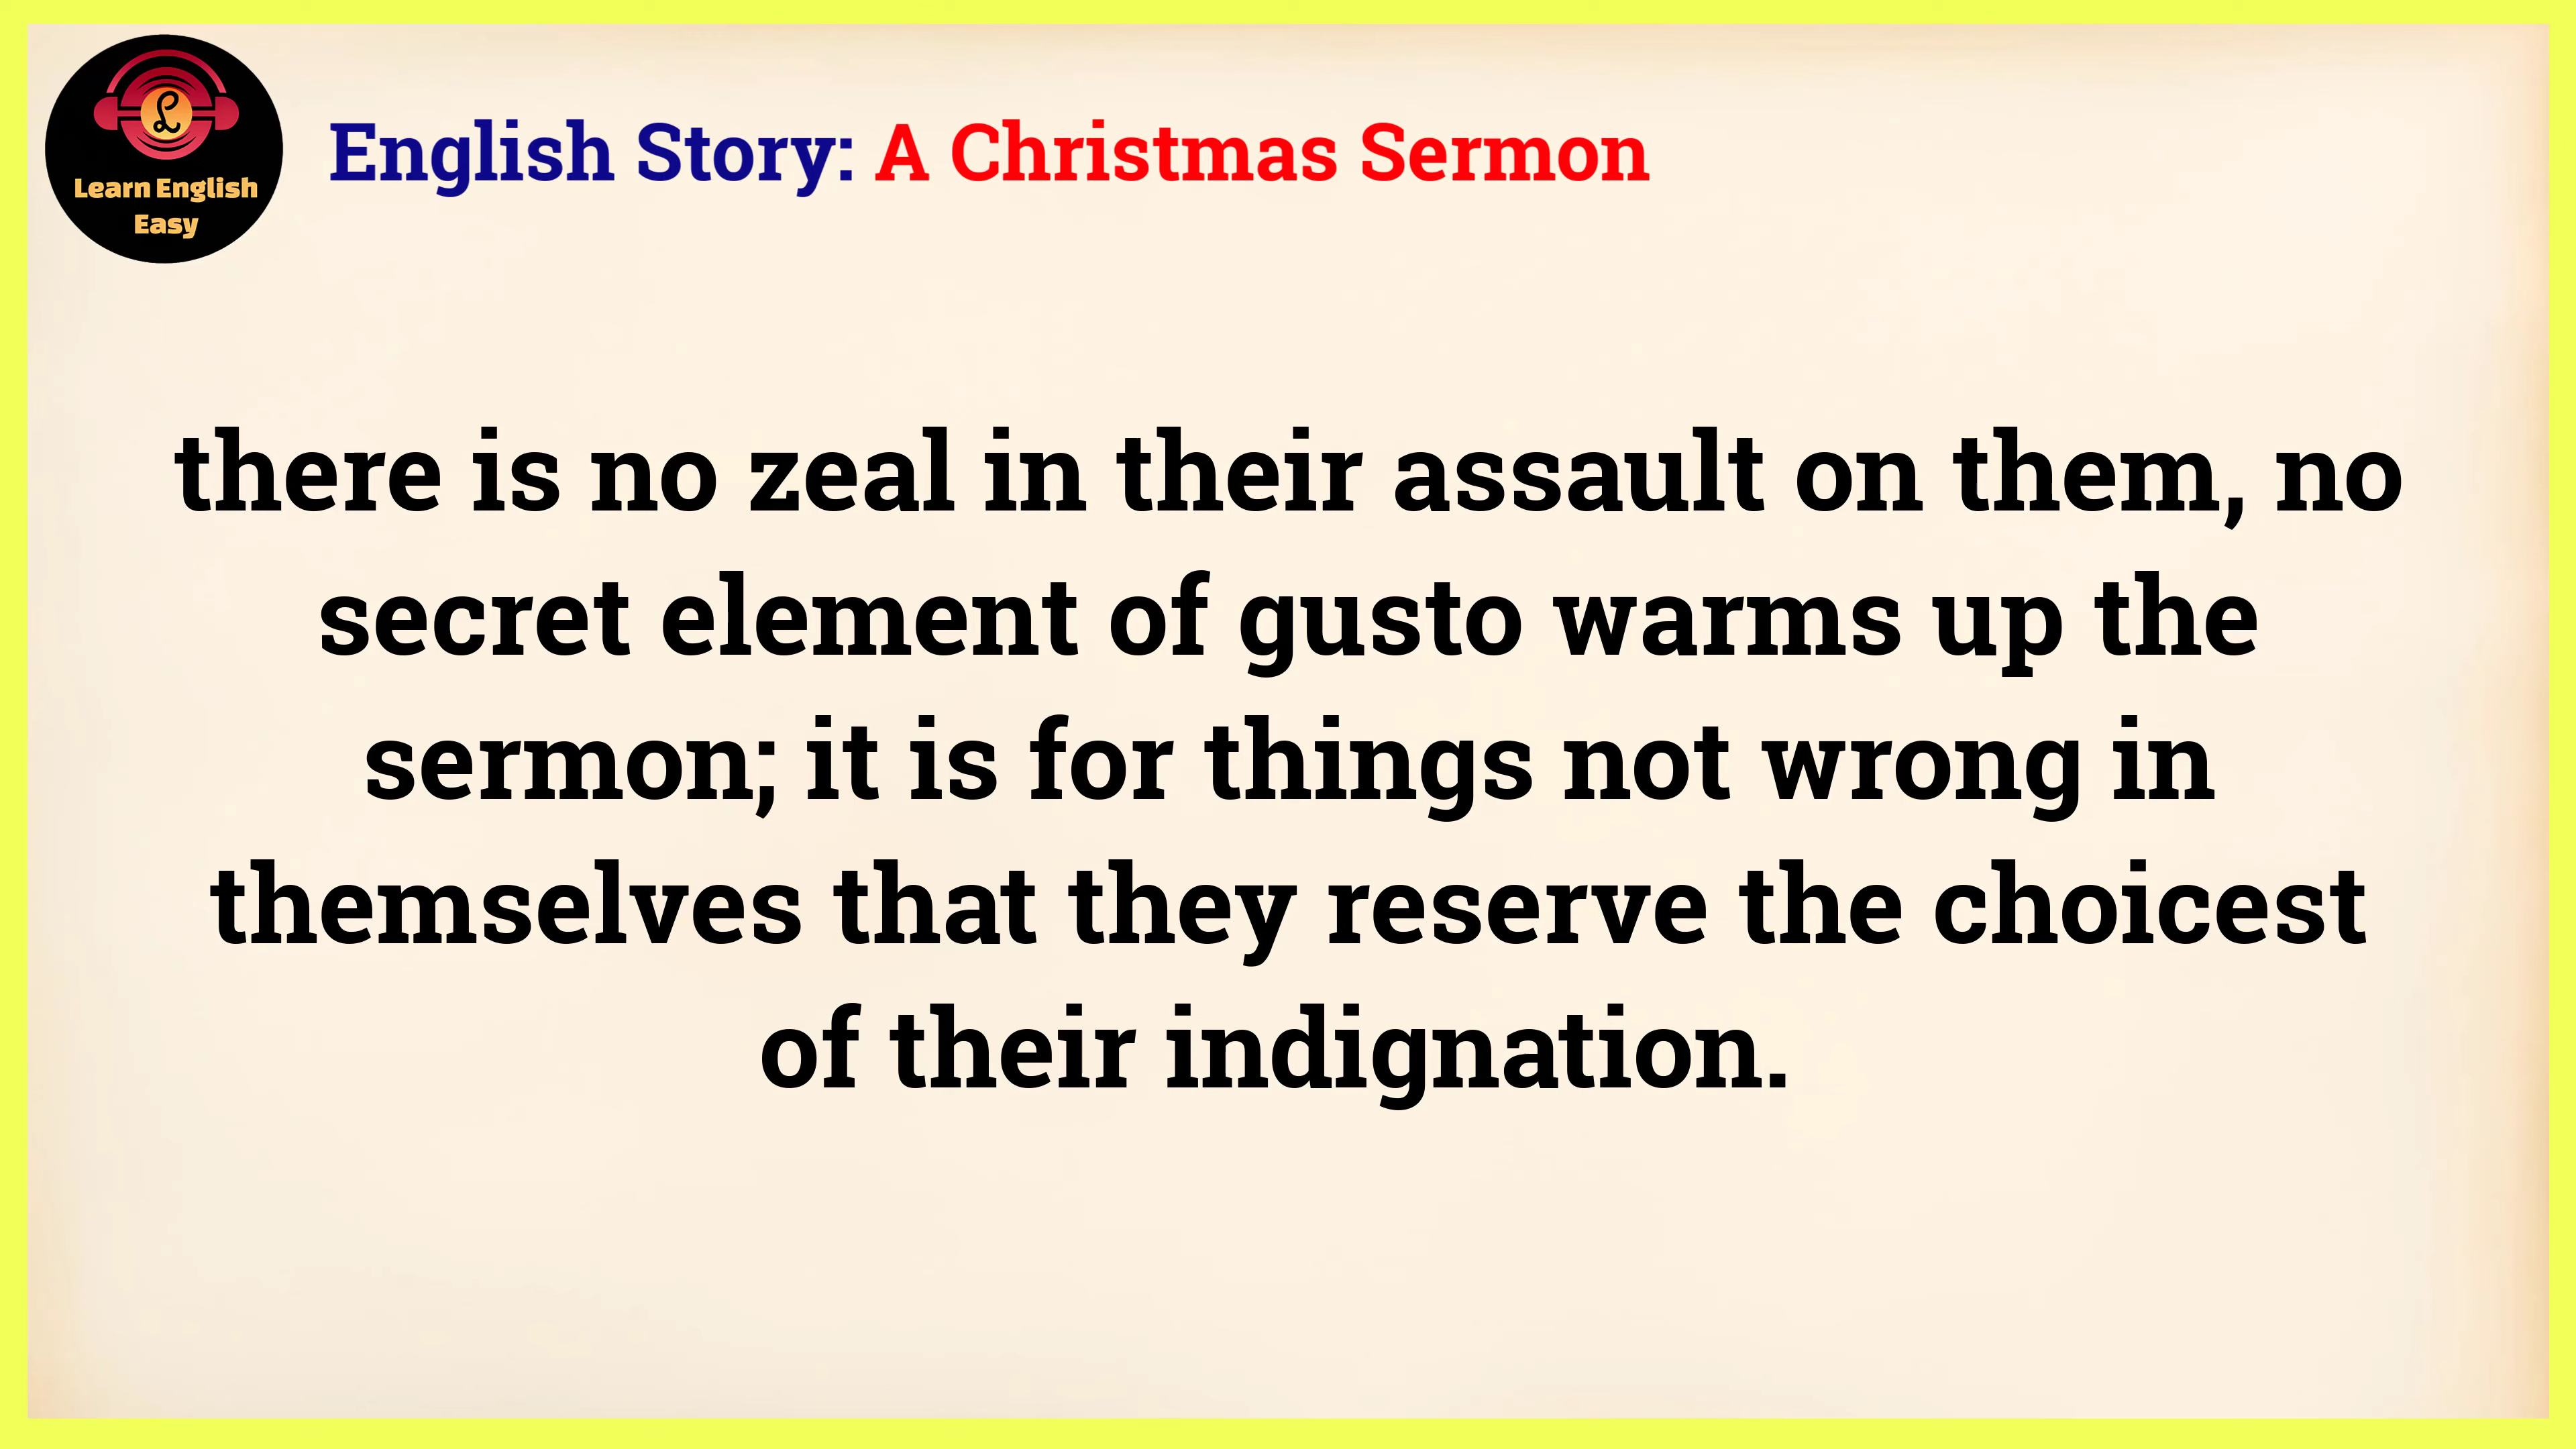 Learn English
Easy
English Story: A Christmas Sermon
there is no zeal in their assault on them, no
secret element of gusto warms up the
sermon; it is for things not wrong in
themselves that they reserve the choicest
of their indignation.